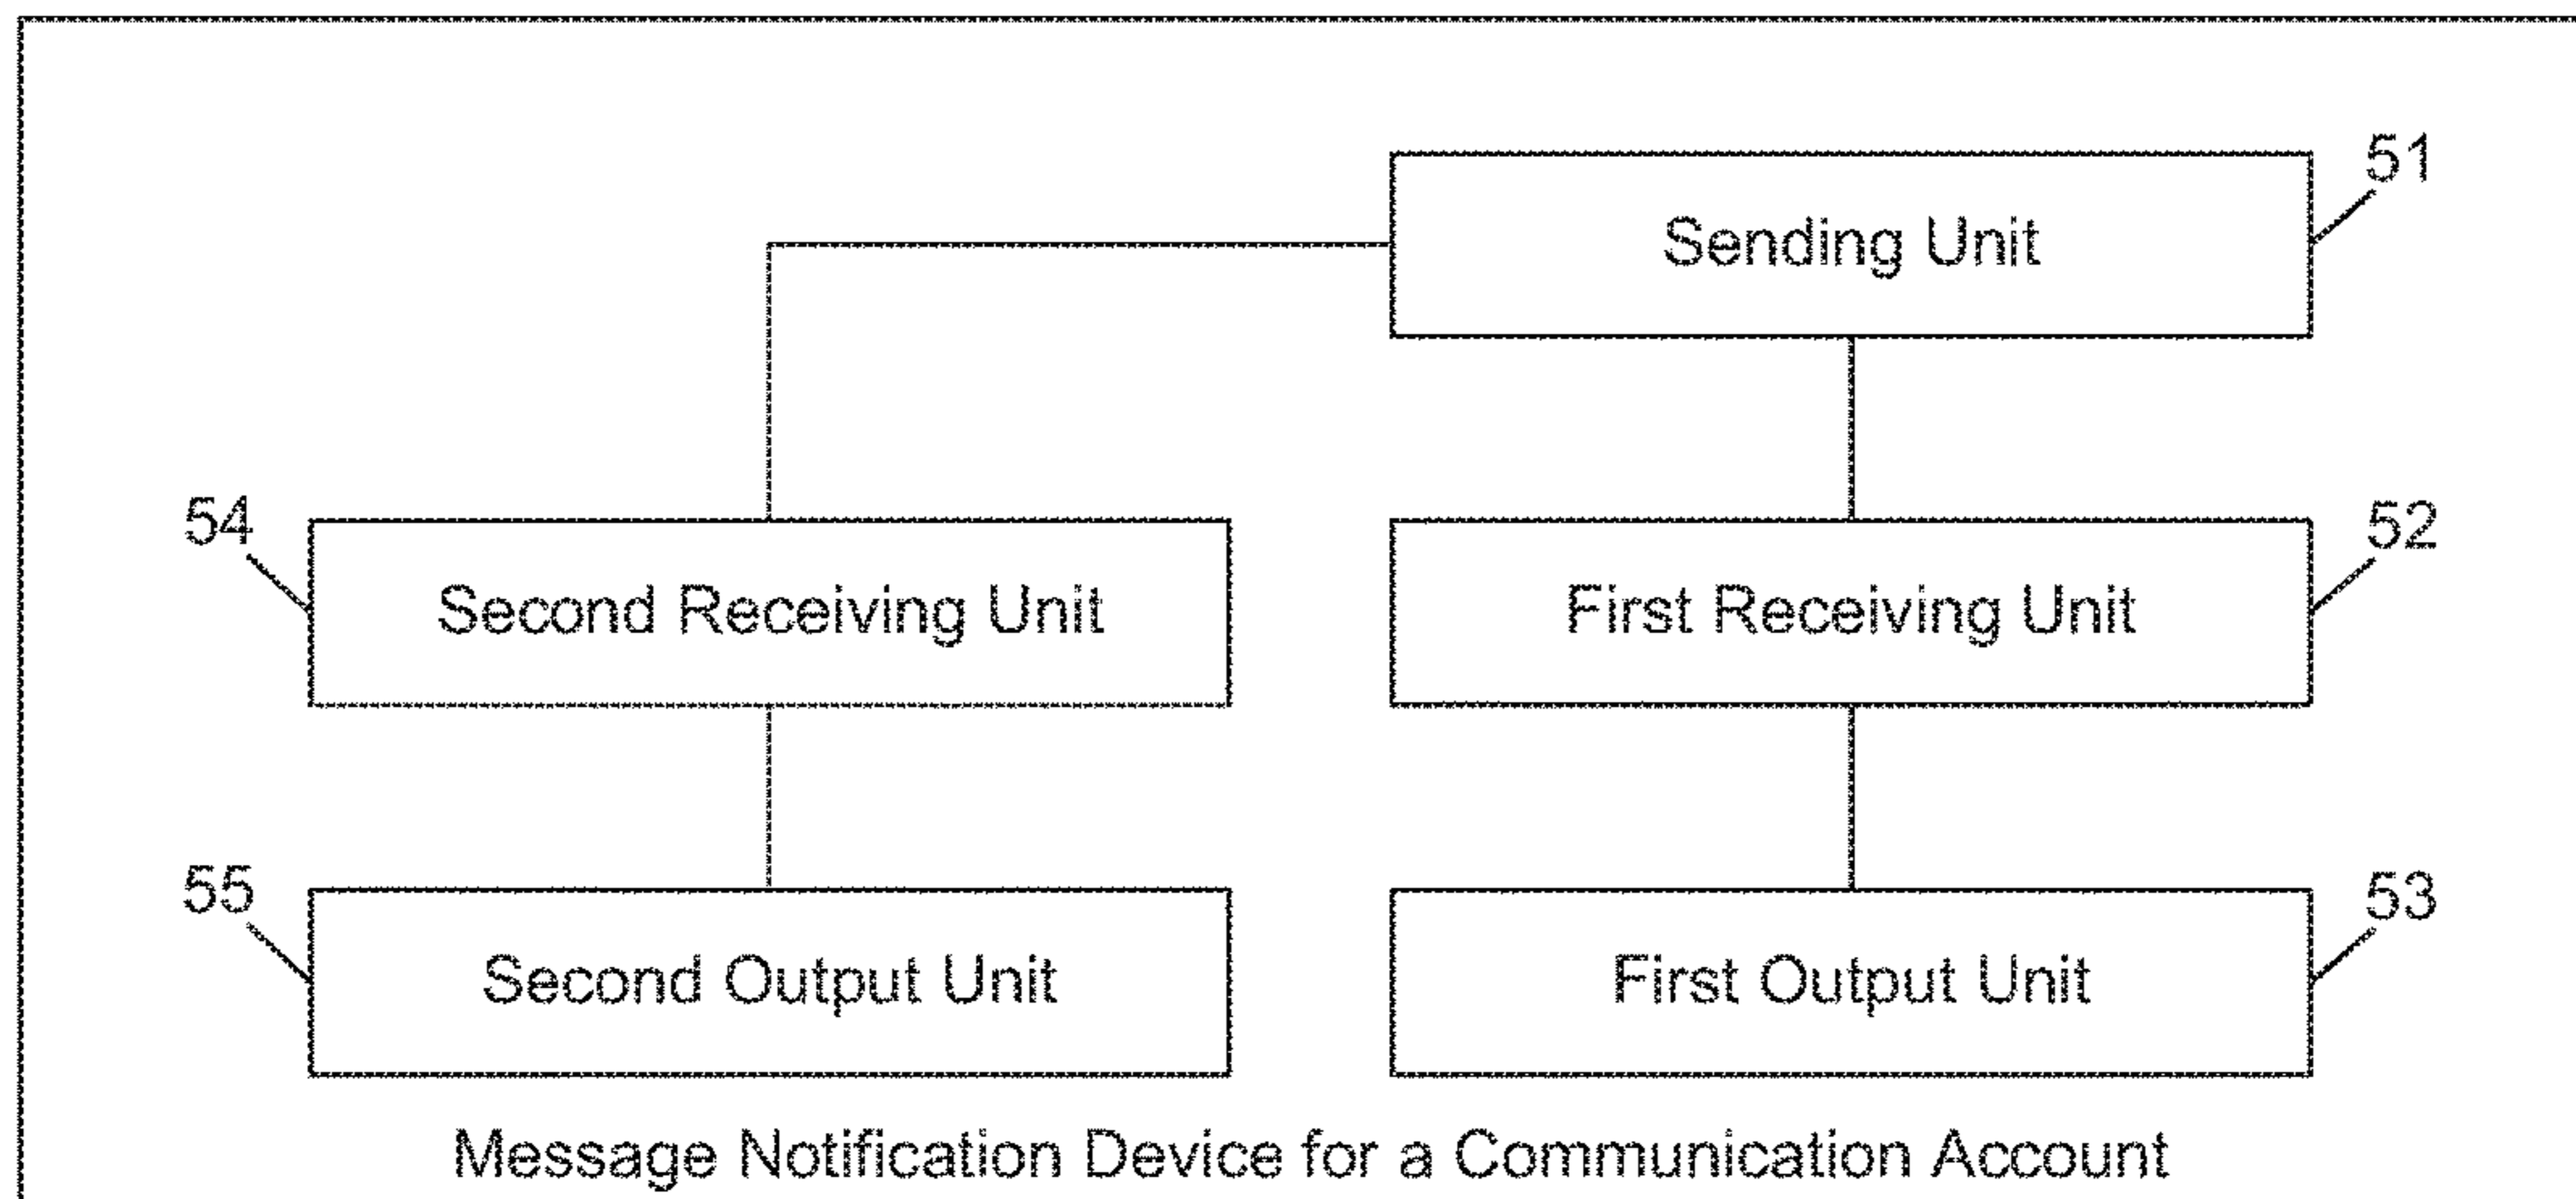 51
Sending Unit
54
Second Receiving Unit
52
First Receiving Unit
55
Second Output Unit
53
First Output Unit
Message Notification Device for a Communication Account